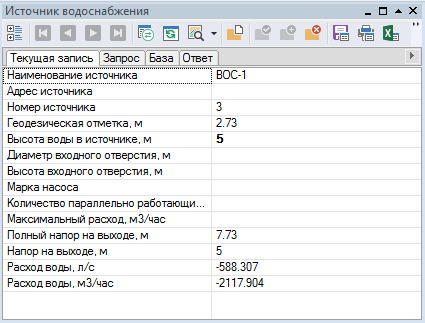 Источник водоснабжения
Текущая запись Запрос База Ответ
Наименование источника ВОС-1
Адрес источника
Номер источника 3
Геодезическая отметка, м 2.73
Высота воды в источнике, м 5
Диаметр входного отверстия, м
Высота входного отверстия, м
Марка насоса
Количество параллельно работающи...
Максимальный расход, м3/час
Полный напор на выходе, м 7.73
Напор на выходе, м 5
Расход воды, л/с -588.307
Расход воды, м3/час -2117.904